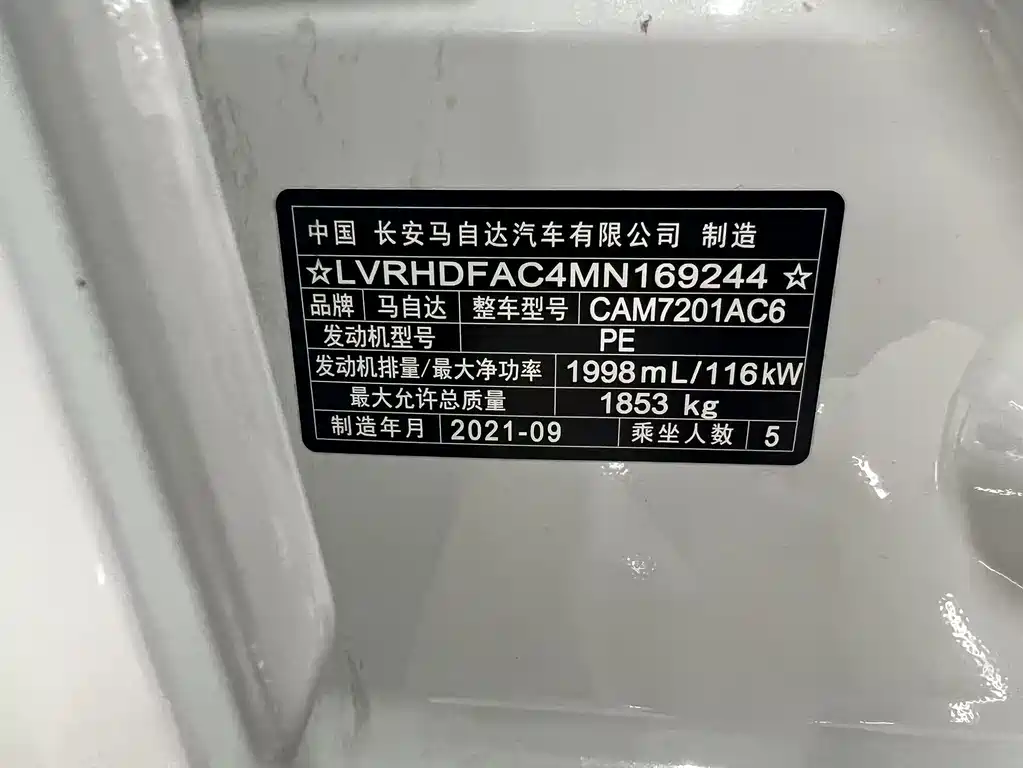 中国 长安马自达汽车有限公司 制造
☆LVRHDFAC4MN169244☆
品牌 马自达 整车型号 CAM7201AC6
发动机型号 PE
发动机排量/最大净功率 1998mL/116kW
最大允许总质量 1853 kg
制造年月 2021-09 乘坐人数 5